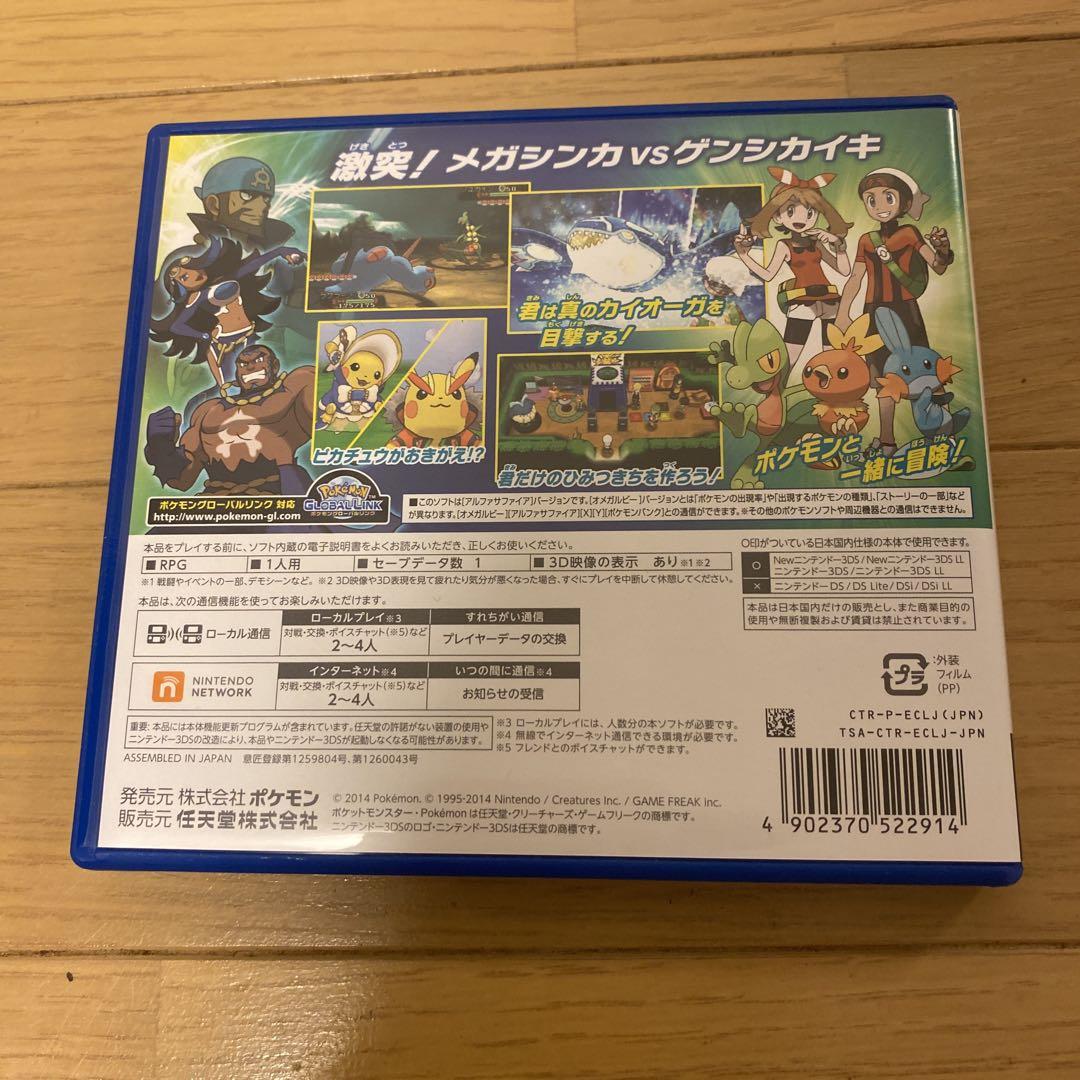 げき とつ
激突！メガシンカvsゲンシカイキ
きみ しん
君は真のカイオーガを
もくげき
目撃する！
ピカチュウがおきがえ!?
きみ つく
君だけのひみつきちを作ろう！
ポケモンと
いっしょ ぼうけん
一緒に冒険！
ポケモングローバルリンク 対応
http://www.pokemon-gl.com
Pokémon
GLOBAL LINK
ポケモングローバルリンク
■このソフトは[アルファサファイア]バージョンです。[オメガルビー]バージョンとは「ポケモンの出現率」や「出現するポケモンの種類」、「ストーリーの一部」など
が異なります。[オメガルビー][アルファサファイア][X][Y][ポケモンバンク]との通信ができます。※その他のポケモンソフトや周辺機器との通信はできません。
本品をプレイする前に、ソフト内蔵の電子説明書をよくお読みいただき、正しくお使いください。
■RPG ■1人用 ■セーブデータ数 1 ■3D映像の表示 あり※1※2
※1 戦闘やイベントの一部、デモシーンなど。 ※2 3D映像や3D表現を見て疲れたり気分が悪くなった場合、すぐにプレイを中断して休憩してください。
本品は、次の通信機能を使ってお楽しみいただけます。
ローカル通信
ローカルプレイ※3
対戦・交換・ボイスチャット(※5)など
2〜4人
すれちがい通信
プレイヤーデータの交換
NINTENDO
NETWORK
インターネット※4
対戦・交換・ボイスチャット(※5)など
2〜4人
いつの間に通信※4
お知らせの受信
○印がついている日本国内仕様の本体で使用できます。
○ Newニンテンドー3DS/Newニンテンドー3DS LL
ニンテンドー3DS/ニンテンドー3DS LL
× ニンテンドーDS/DS Lite/DSi/DSi LL
本品は日本国内だけの販売とし、また商業目的の
使用や無断複製および賃貸は禁止されています。
プラ
:外装
フィルム
(PP)
重要: 本品には本体機能更新プログラムが含まれています。任天堂の許諾がない装置の使用や
ニンテンドー3DSの改造により、本品やニンテンドー3DSが起動しなくなる可能性があります。
ASSEMBLED IN JAPAN 意匠登録第1259804号、第1260043号
※3 ローカルプレイには、人数分の本ソフトが必要です。
※4 無線でインターネット通信できる環境が必要です。
※5 フレンドとのボイスチャットができます。
CTR-P-ECLJ(JPN)
TSA-CTR-ECLJ-JPN
発売元 株式会社 ポケモン
販売元 任天堂株式会社
© 2014 Pokémon. © 1995-2014 Nintendo / Creatures Inc. / GAME FREAK inc.
ポケットモンスター・Pokémonは任天堂・クリーチャーズ・ゲームフリークの商標です。
ニンテンドー3DSのロゴ・ニンテンドー3DSは任天堂の商標です。
4 902370 522914